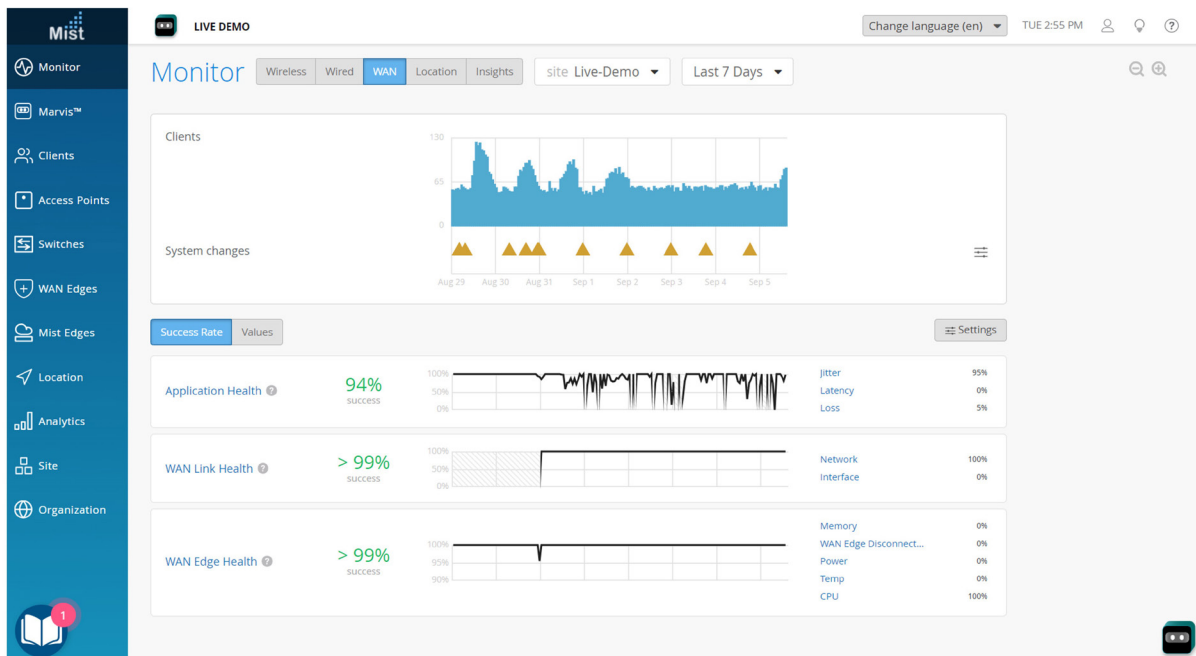 Mist
LIVE DEMO
Change language (en)
TUE 2:55 PM
?
Monitor
Marvis™
Clients
Access Points
Switches
WAN Edges
Mist Edges
Location
Analytics
Site
Organization
1
Monitor
Wireless
Wired
WAN
Location
Insights
site Live-Demo
Last 7 Days
Clients
130
65
0
System changes
Aug 29
Aug 30
Aug 31
Sep 1
Sep 2
Sep 3
Sep 4
Sep 5
Success Rate
Values
Settings
Application Health ?
94%
success
100%
50%
0%
Jitter 95%
Latency 0%
Loss 5%
WAN Link Health ?
> 99%
success
100%
50%
0%
Network 100%
Interface 0%
WAN Edge Health ?
> 99%
success
100%
95%
90%
Memory 0%
WAN Edge Disconnect... 0%
Power 0%
Temp 0%
CPU 100%